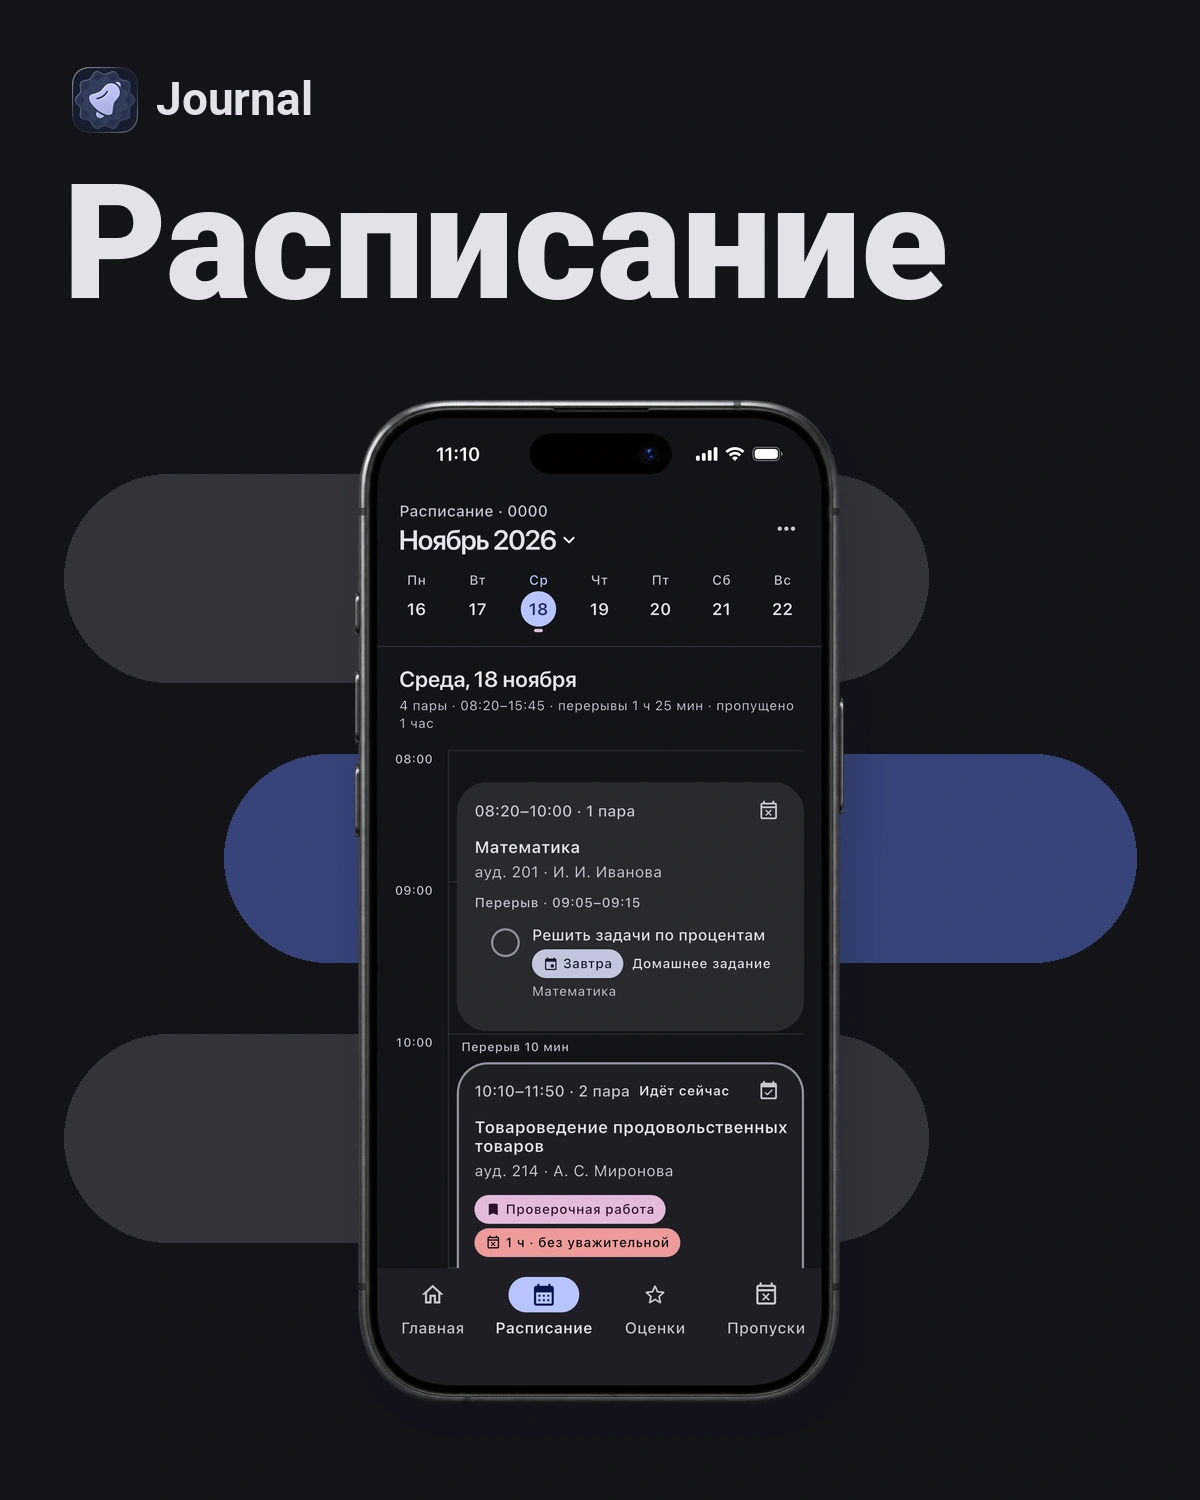 Journal
Расписание
11:10
Расписание · 0000
Ноябрь 2026
Пн Вт Ср Чт Пт Сб Вс
16 17 18 19 20 21 22
Среда, 18 ноября
4 пары · 08:20–15:45 · перерывы 1 ч 25 мин · пропущено
1 час
08:00
08:20–10:00 · 1 пара
Математика
ауд. 201 · И. И. Иванова
09:00
Перерыв · 09:05–09:15
Решить задачи по процентам
Завтра Домашнее задание
Математика
10:00
Перерыв 10 мин
10:10–11:50 · 2 пара Идёт сейчас
Товароведение продовольственных
товаров
ауд. 214 · А. С. Миронова
Проверочная работа
1 ч · без уважительной
Главная Расписание Оценки Пропуски